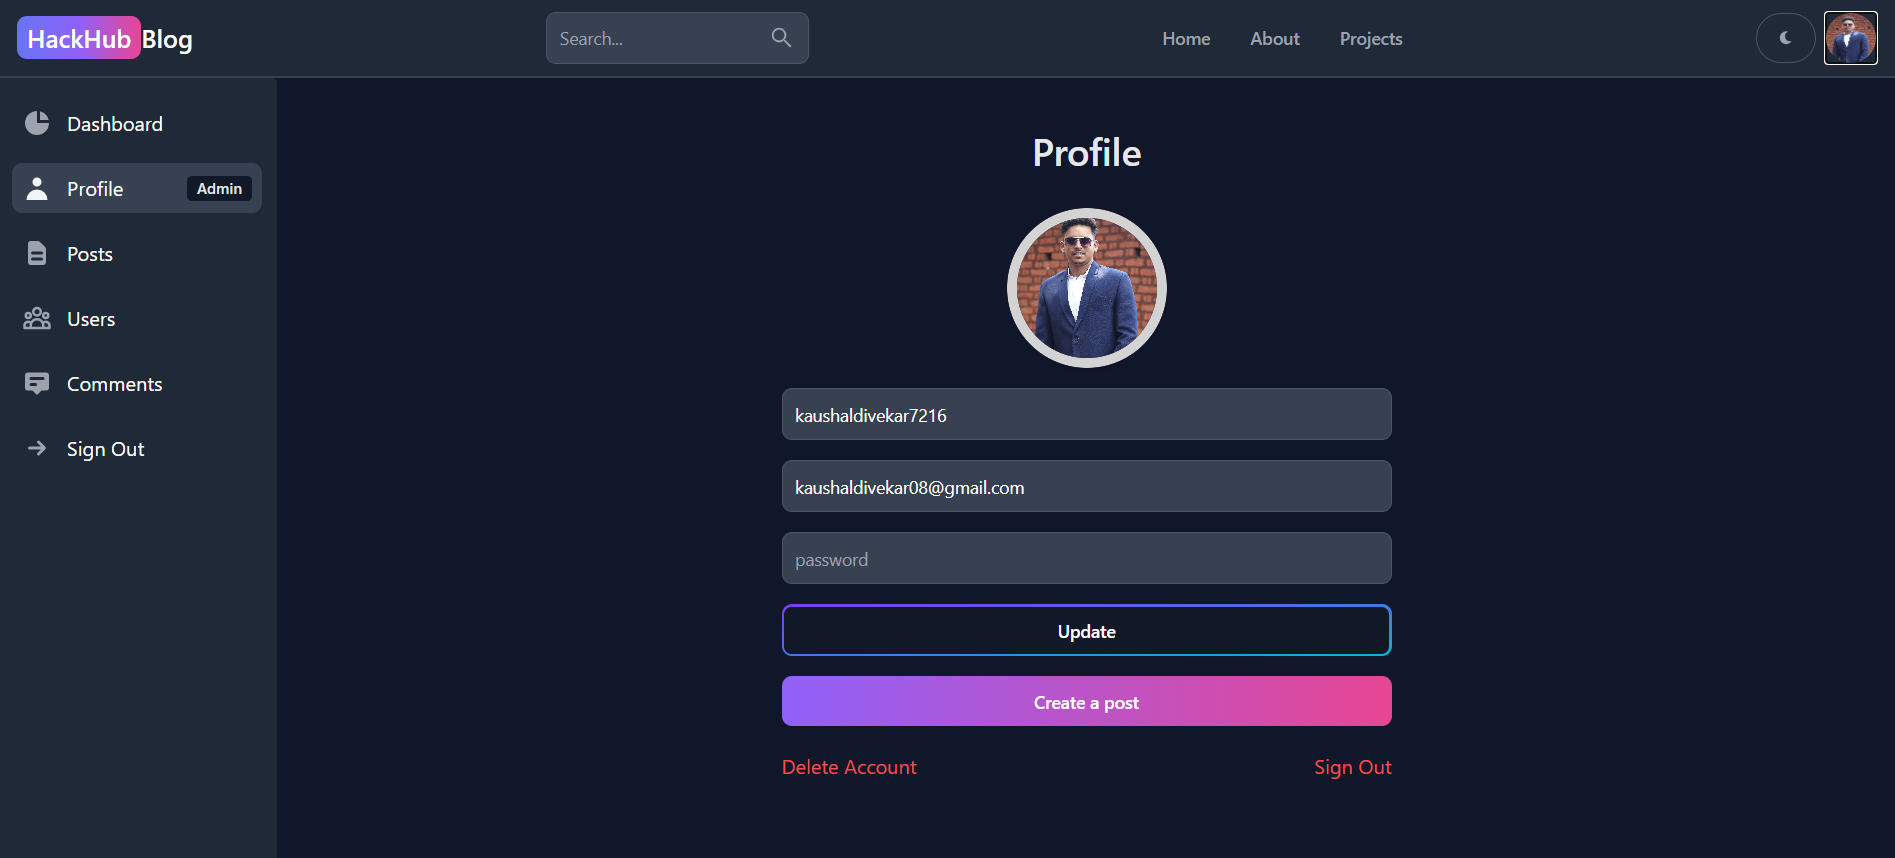 HackHub Blog
Search...
Home About Projects
Dashboard
Profile Admin
Posts
Users
Comments
Sign Out
Profile
kaushaldivekar7216
kaushaldivekar08@gmail.com
password
Update
Create a post
Delete Account Sign Out